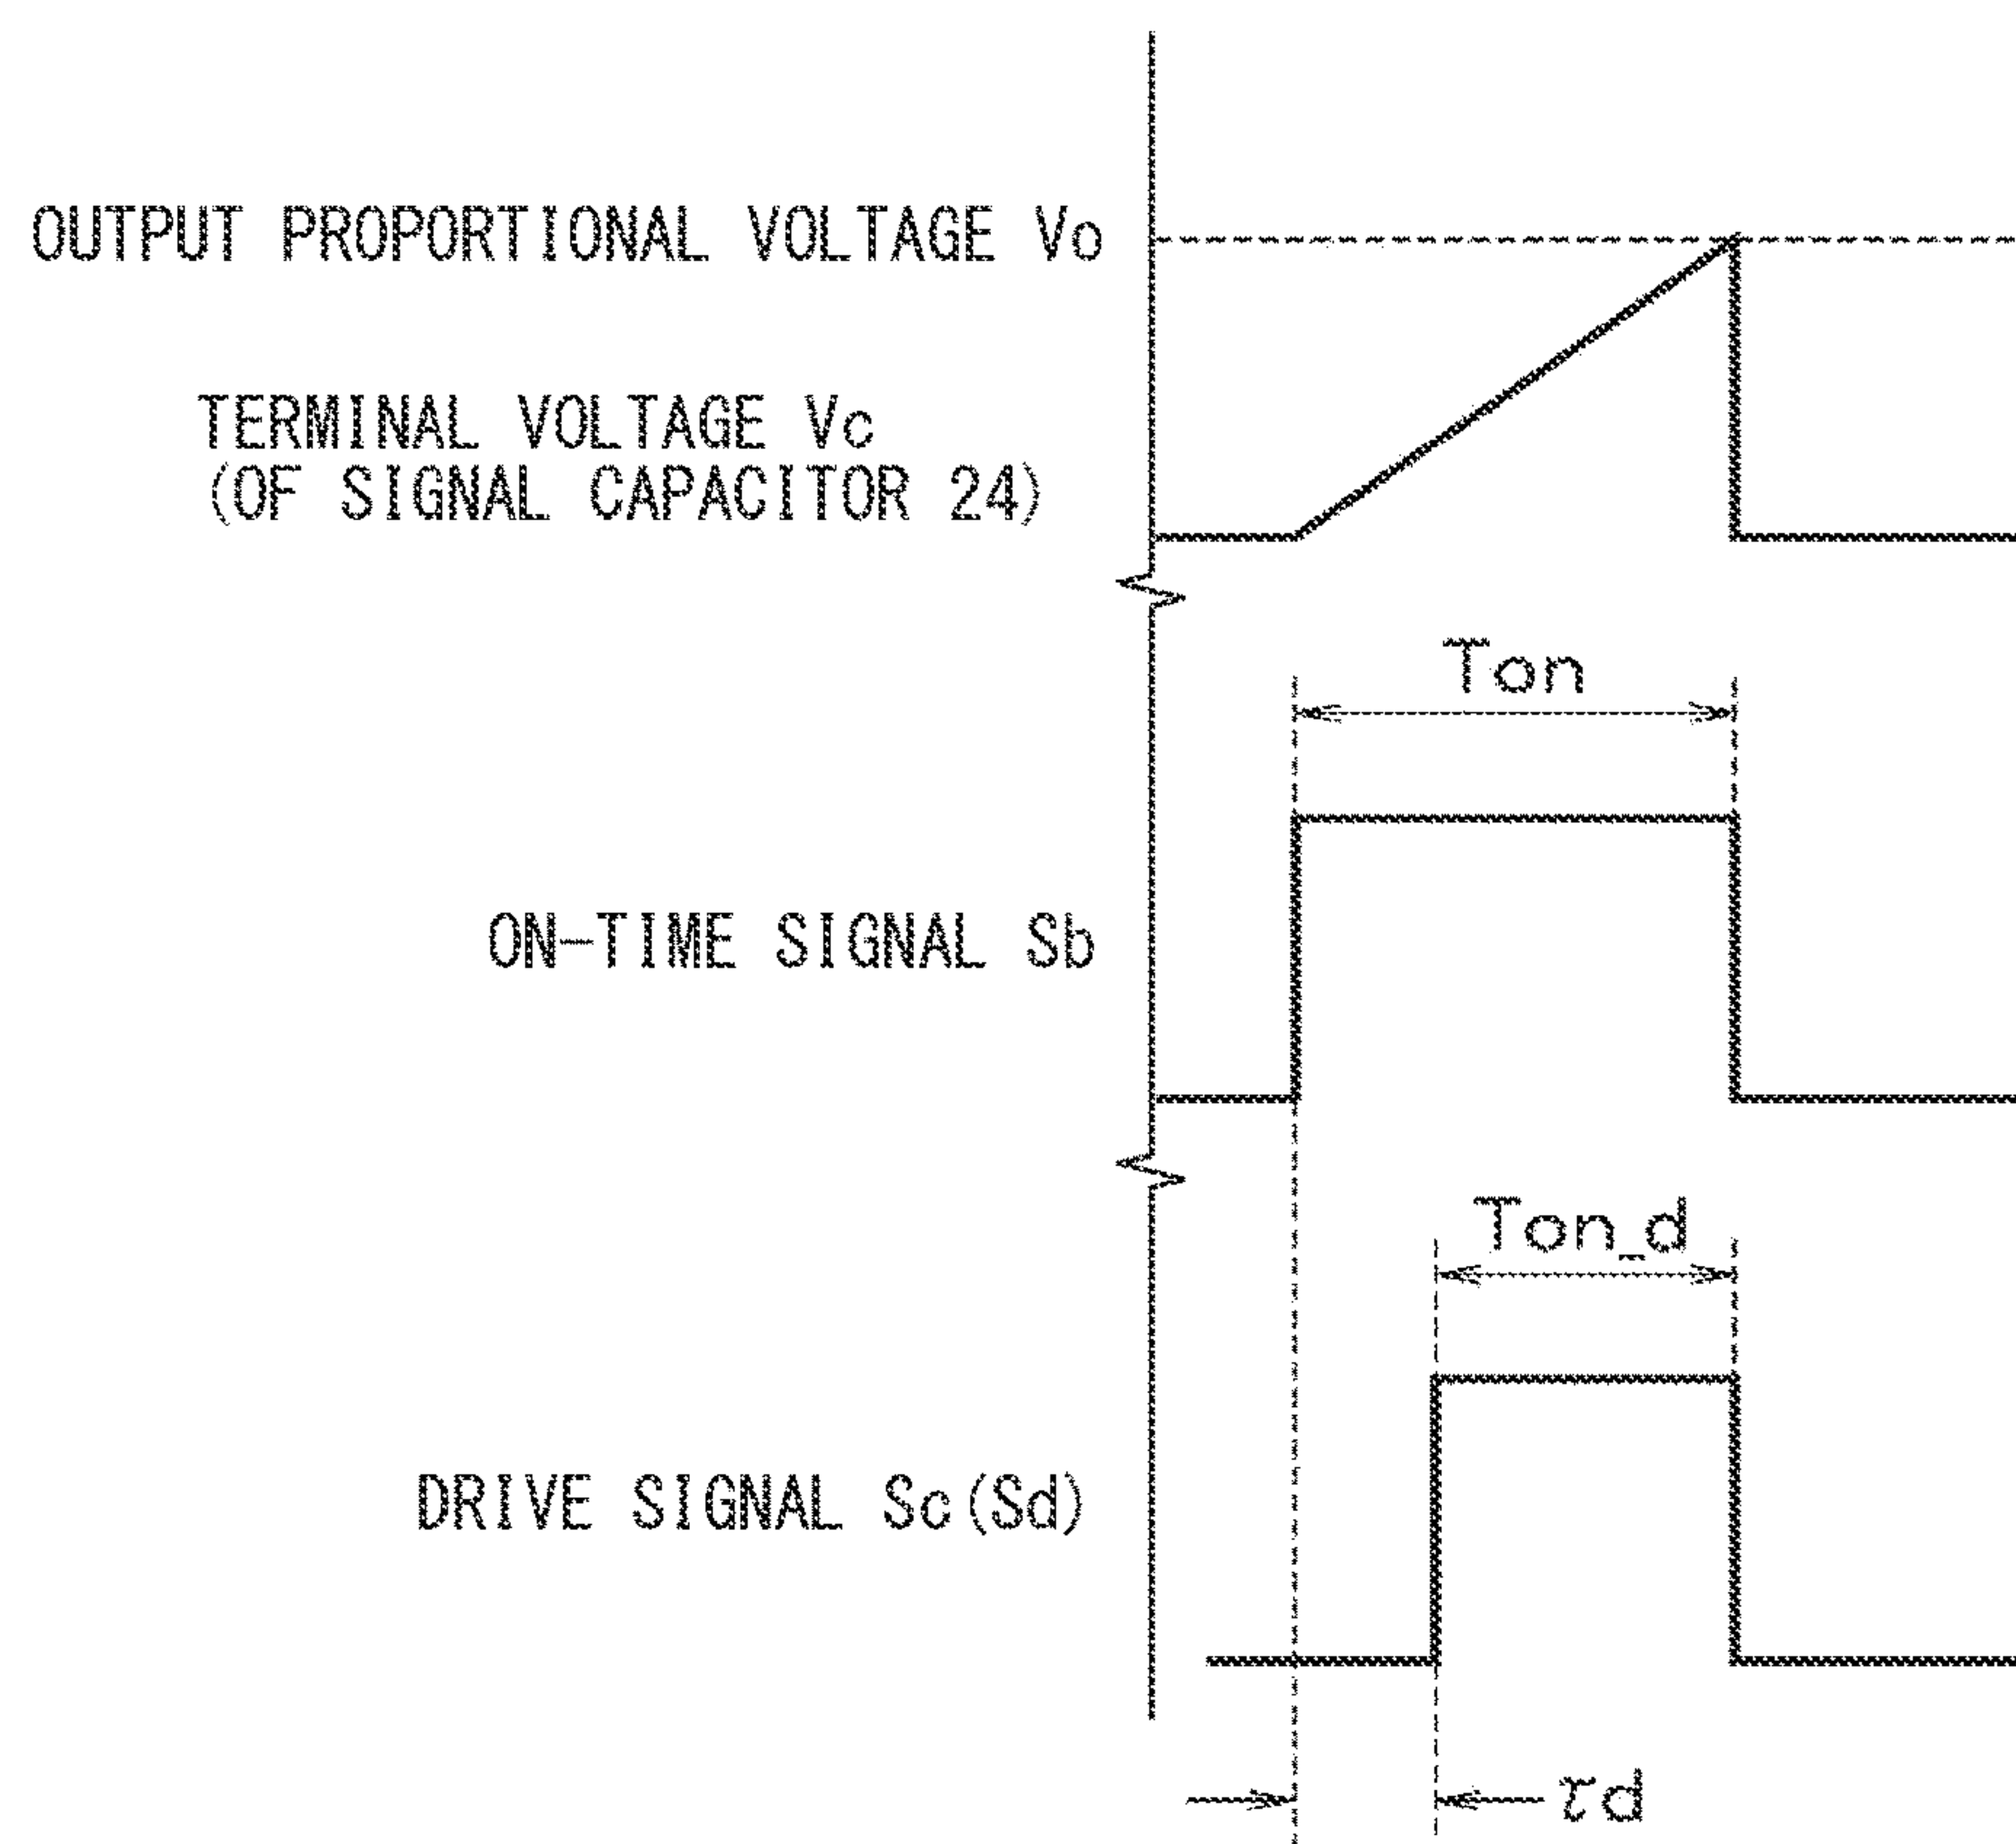 OUTPUT PROPORTIONAL VOLTAGE Vo
TERMINAL VOLTAGE Vc
(OF SIGNAL CAPACITOR 24)
Ton
ON-TIME SIGNAL Sb
Ton_d
DRIVE SIGNAL Sc(Sd)
τd